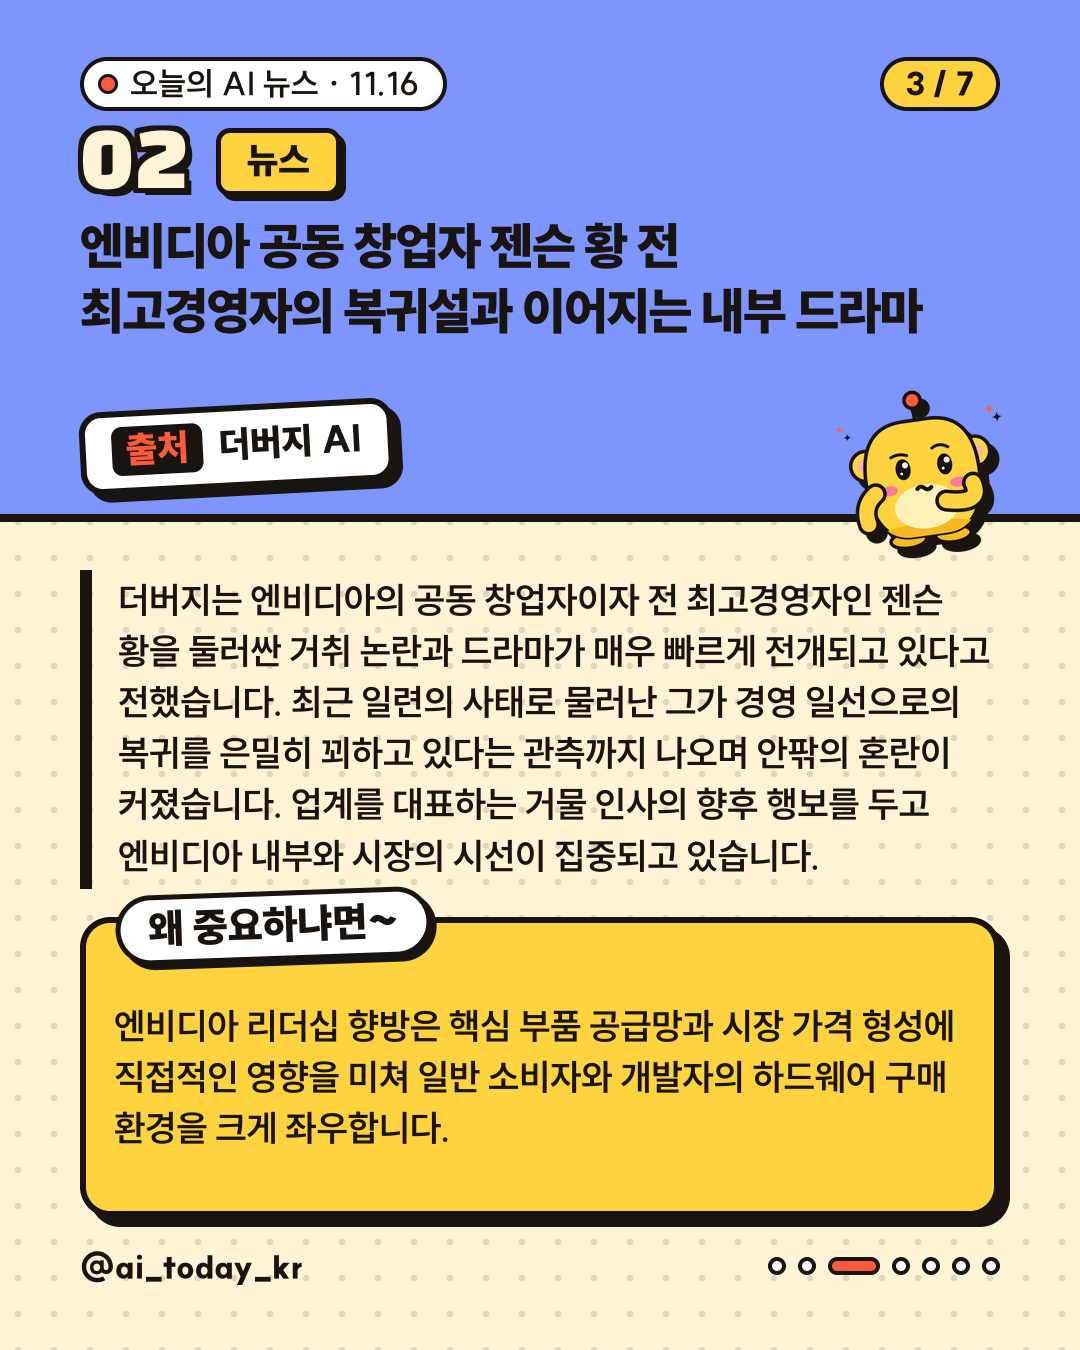 오늘의 AI 뉴스 · 11.16
3 / 7
02
뉴스
엔비디아 공동 창업자 젠슨 황 전
최고경영자의 복귀설과 이어지는 내부 드라마
출처 더버지 AI
더버지는 엔비디아의 공동 창업자이자 전 최고경영자인 젠슨
황을 둘러싼 거취 논란과 드라마가 매우 빠르게 전개되고 있다고
전했습니다. 최근 일련의 사태로 물러난 그가 경영 일선으로의
복귀를 은밀히 꾀하고 있다는 관측까지 나오며 안팎의 혼란이
커졌습니다. 업계를 대표하는 거물 인사의 향후 행보를 두고
엔비디아 내부와 시장의 시선이 집중되고 있습니다.
왜 중요하냐면~
엔비디아 리더십 향방은 핵심 부품 공급망과 시장 가격 형성에
직접적인 영향을 미쳐 일반 소비자와 개발자의 하드웨어 구매
환경을 크게 좌우합니다.
@ai_today_kr